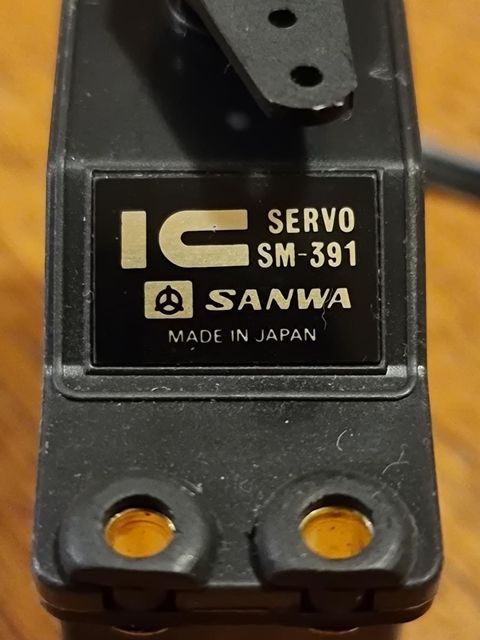 IC SERVO
SM-391
SANWA
MADE IN JAPAN